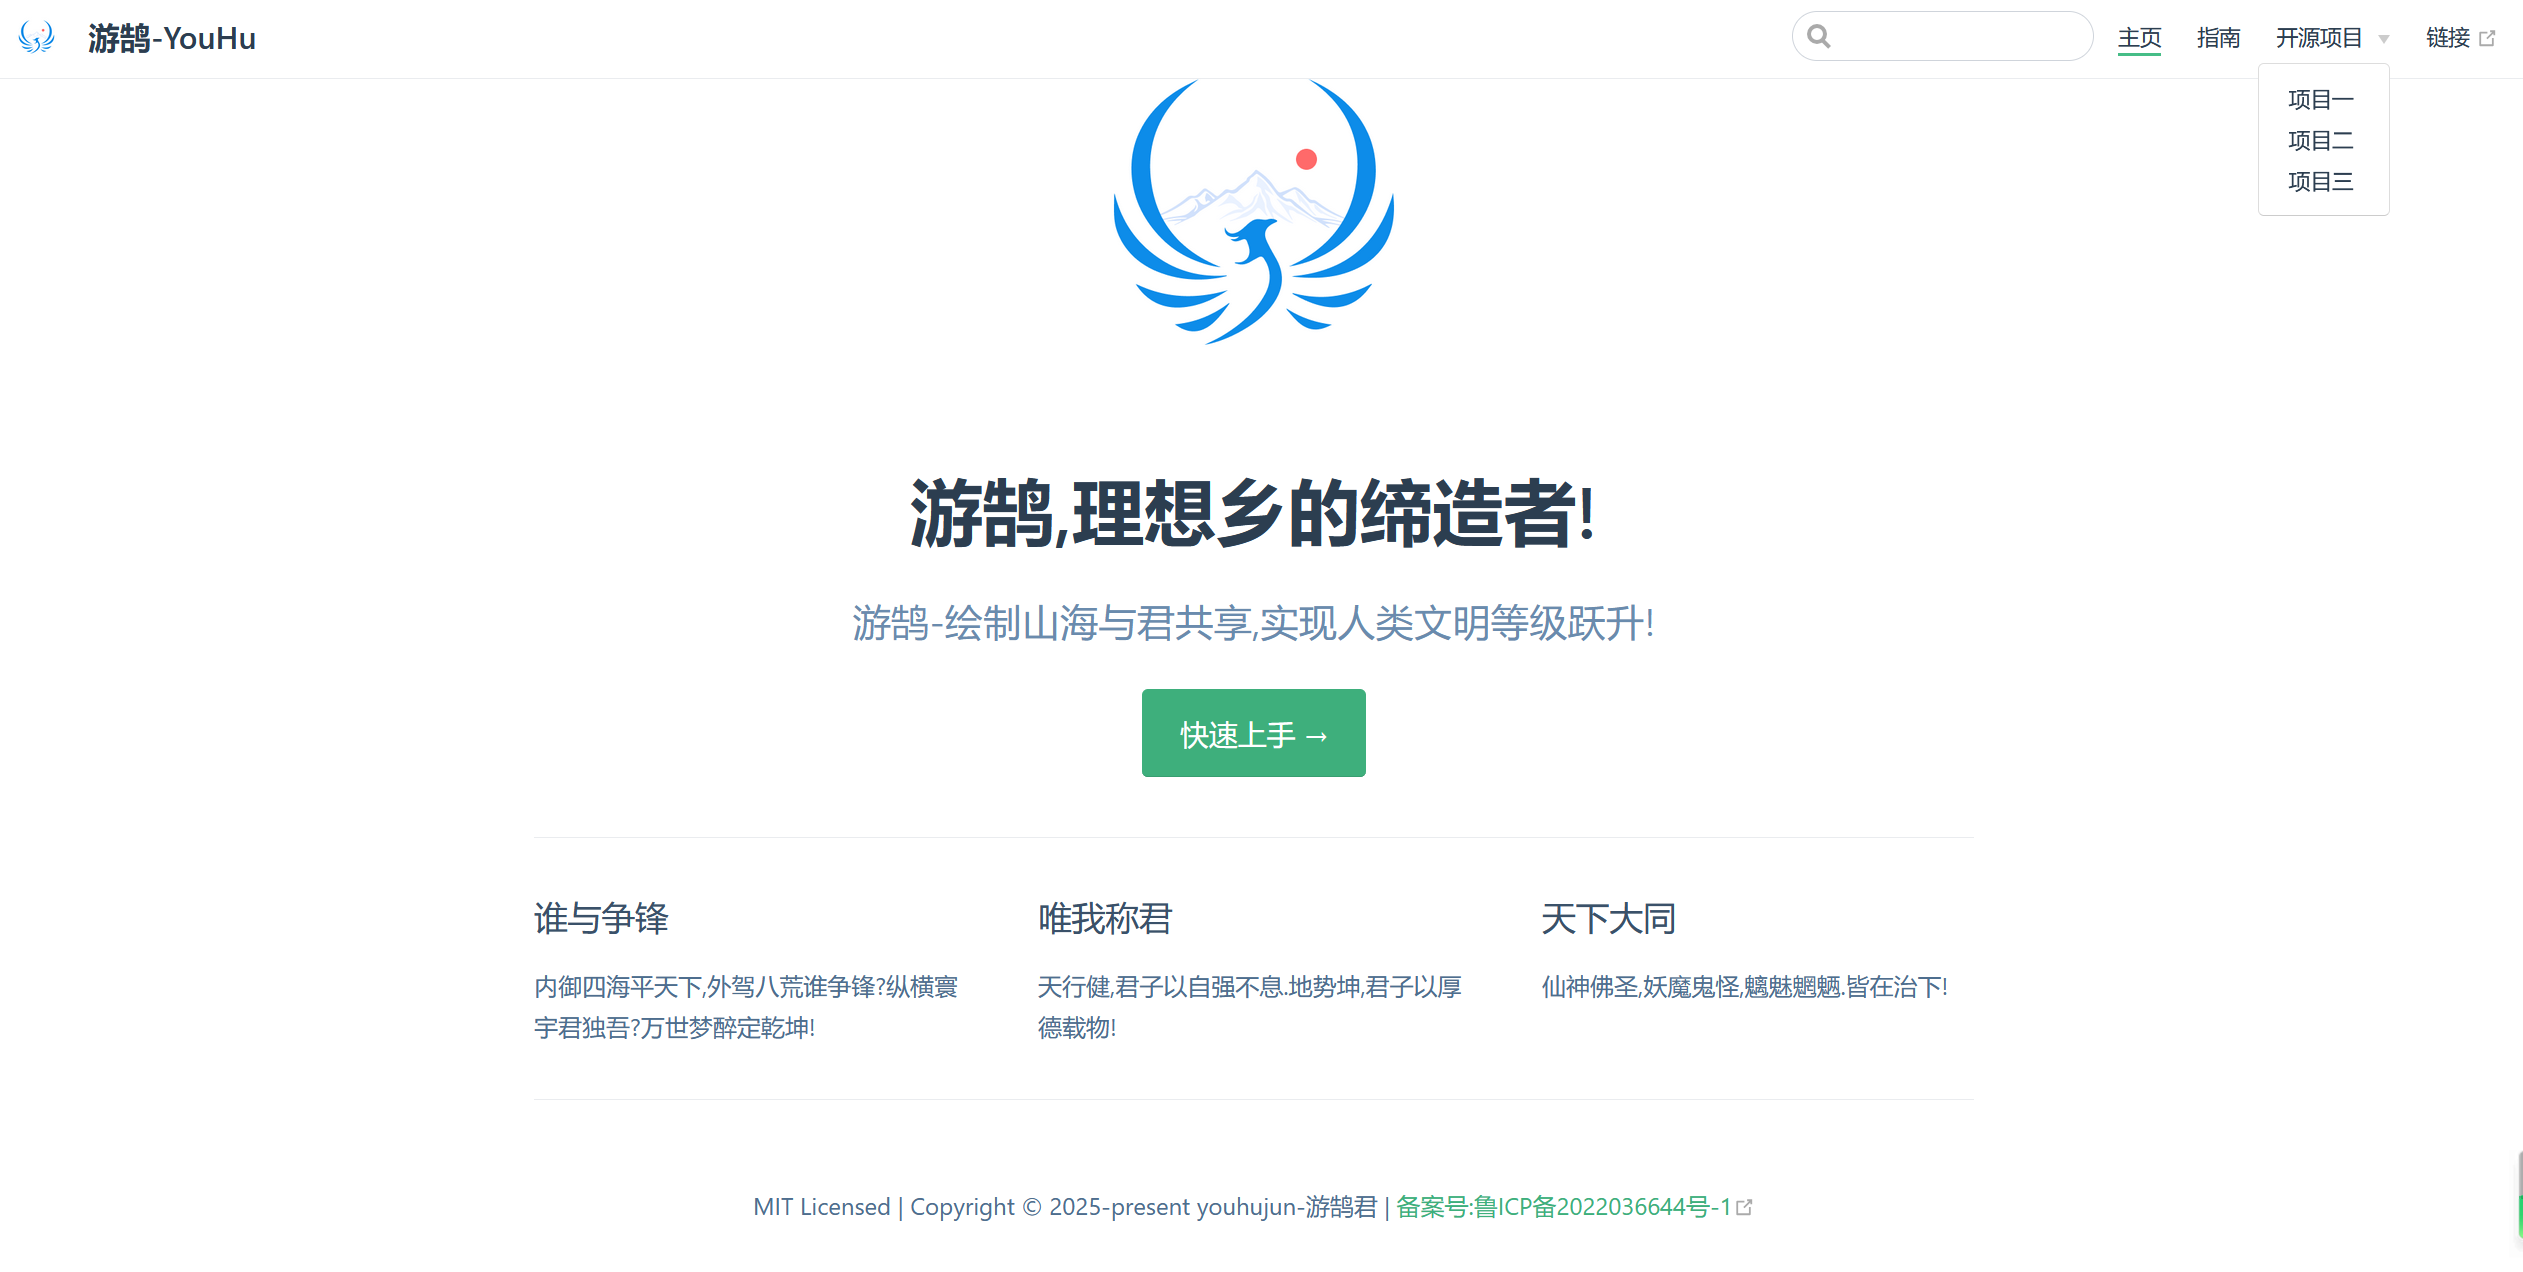 游鹄-YouHu
主页
指南
开源项目
链接
项目一
项目二
项目三
游鹄,理想乡的缔造者!
游鹄-绘制山海与君共享,实现人类文明等级跃升!
快速上手 →
谁与争锋
内御四海平天下,外驾八荒谁争锋?纵横寰
宇君独吾?万世梦醉定乾坤!
唯我称君
天行健,君子以自强不息.地势坤,君子以厚
德载物!
天下大同
仙神佛圣,妖魔鬼怪,魑魅魍魉.皆在治下!
MIT Licensed | Copyright © 2025-present youhujun-游鹄君 | 备案号:鲁ICP备2022036644号-1